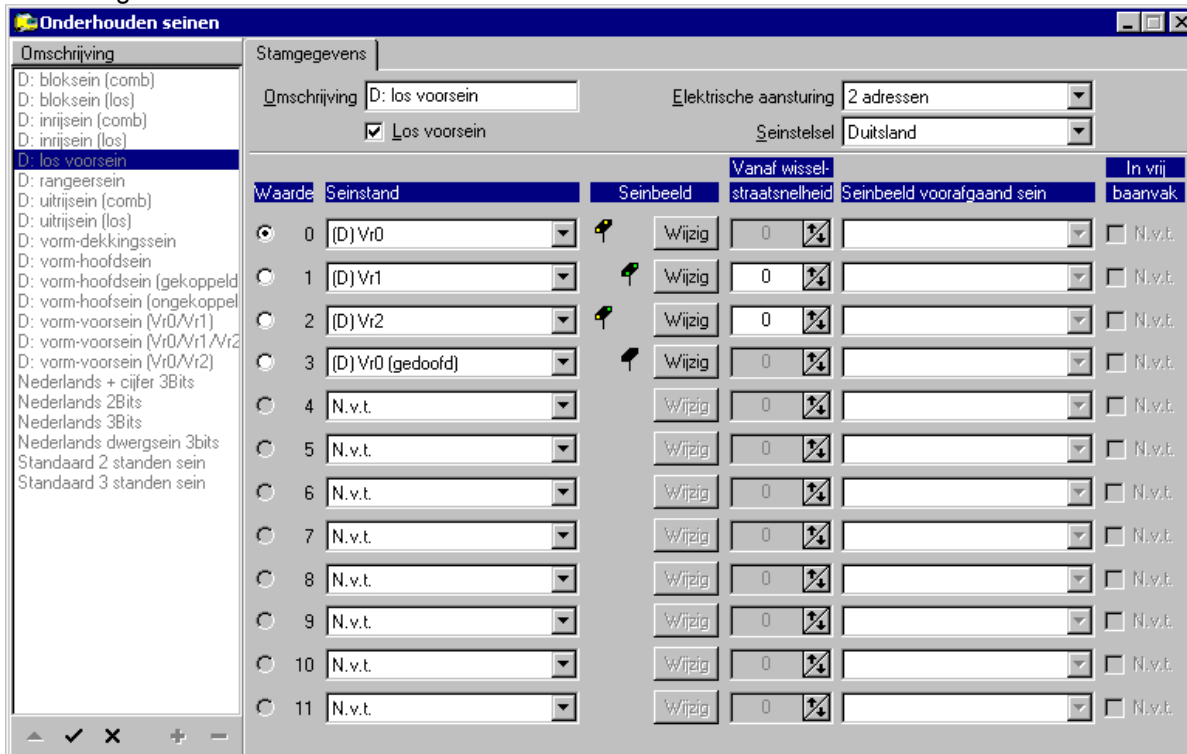 Onderhouden seinen
Omschrijving
D: bloksein (comb)
D: bloksein (los)
D: inrijsein (comb)
D: inrijsein (los)
D: los voorsein
D: rangeersein
D: uitrijsein (comb)
D: uitrijsein (los)
D: vorm-dekkingssein
D: vorm-hoofdsein
D: vorm-hoofdsein (gekoppeld
D: vorm-hoofsein (ongekoppel
D: vorm-voorsein (Vr0/Vr1)
D: vorm-voorsein (Vr0/Vr1/Vr2
D: vorm-voorsein (Vr0/Vr2)
Nederlands + cijfer 3Bits
Nederlands 2Bits
Nederlands 3Bits
Nederlands dwergsein 3bits
Standaard 2 standen sein
Standaard 3 standen sein
Stamgegevens
Omschrijving D: los voorsein Elektrische aansturing 2 adressen
Los voorsein Seinstelsel Duitsland
Vanaf wissel- In vrij
Waarde Seinstand Seinbeeld straatsnelheid Seinbeeld voorafgaand sein baanvak
0 (D) Vr0 Wijzig 0 N.v.t.
1 (D) Vr1 Wijzig 0 N.v.t.
2 (D) Vr2 Wijzig 0 N.v.t.
3 (D) Vr0 (gedoofd) Wijzig 0 N.v.t.
4 N.v.t. Wijzig 0 N.v.t.
5 N.v.t. Wijzig 0 N.v.t.
6 N.v.t. Wijzig 0 N.v.t.
7 N.v.t. Wijzig 0 N.v.t.
8 N.v.t. Wijzig 0 N.v.t.
9 N.v.t. Wijzig 0 N.v.t.
10 N.v.t. Wijzig 0 N.v.t.
11 N.v.t. Wijzig 0 N.v.t.